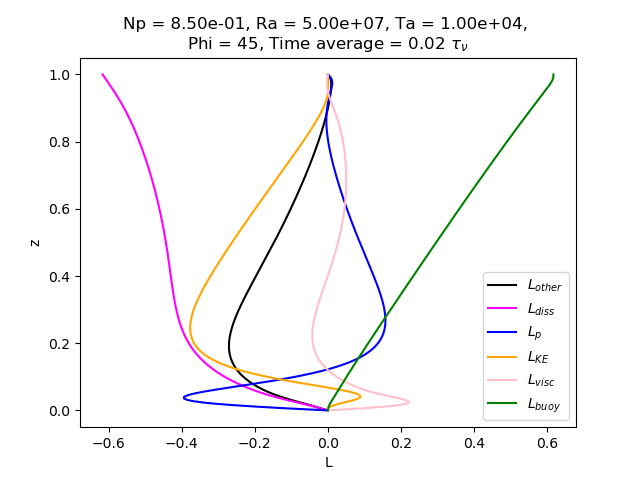 Np = 8.50e-01, Ra = 5.00e+07, Ta = 1.00e+04,
Phi = 45, Time average = 0.02 τ_ν
1.0
0.8
0.6
0.4
0.2
0.0
z
−0.6 −0.4 −0.2 0.0 0.2 0.4 0.6
L
L_other
L_diss
L_p
L_KE
L_visc
L_buoy